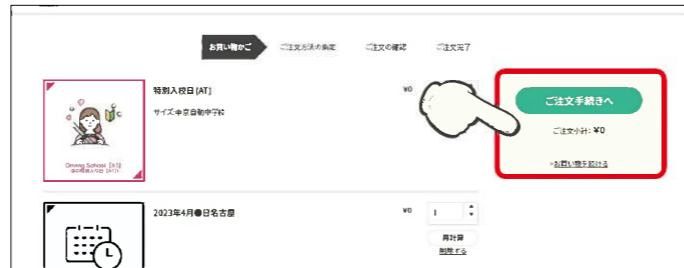 お買い物かご ご注文方法の指定 ご注文の確認 ご注文完了
特別入校日 [AT]
¥0
サイズ:中京自動車学校
Driving School [AT]
ご注文手続きへ
ご注文小計: ¥0
>お買い物を続ける
2023年4月●日名古屋
¥0
1
再計算
削除する